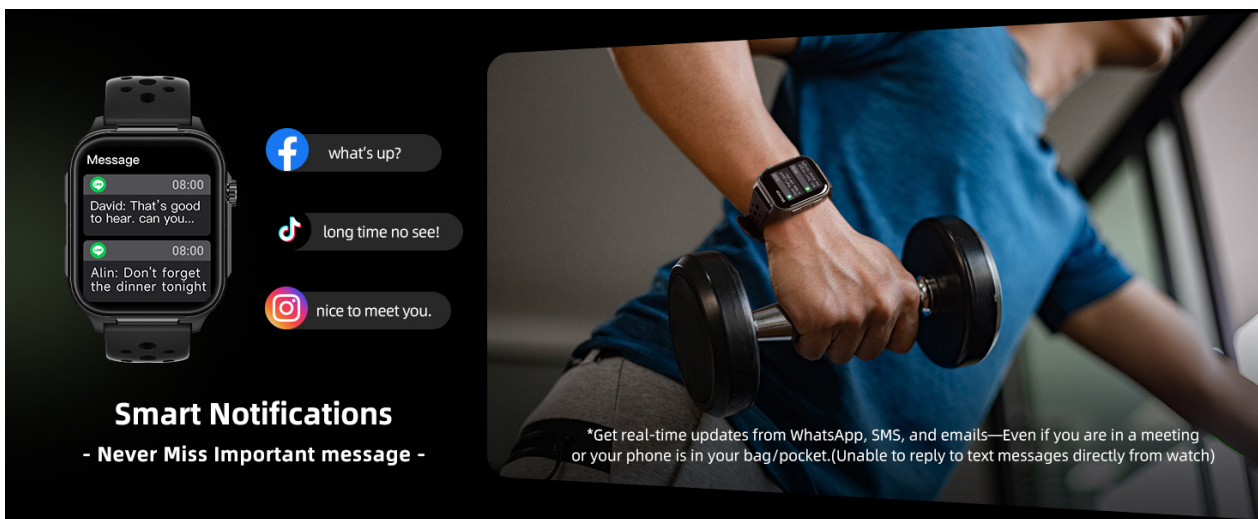 Message
08:00
David: That's good
to hear. can you...
08:00
Alin: Don't forget
the dinner tonight
what's up?
long time no see!
nice to meet you.
Smart Notifications
- Never Miss Important message -
*Get real-time updates from WhatsApp, SMS, and emails—Even if you are in a meeting
or your phone is in your bag/pocket.(Unable to reply to text messages directly from watch)